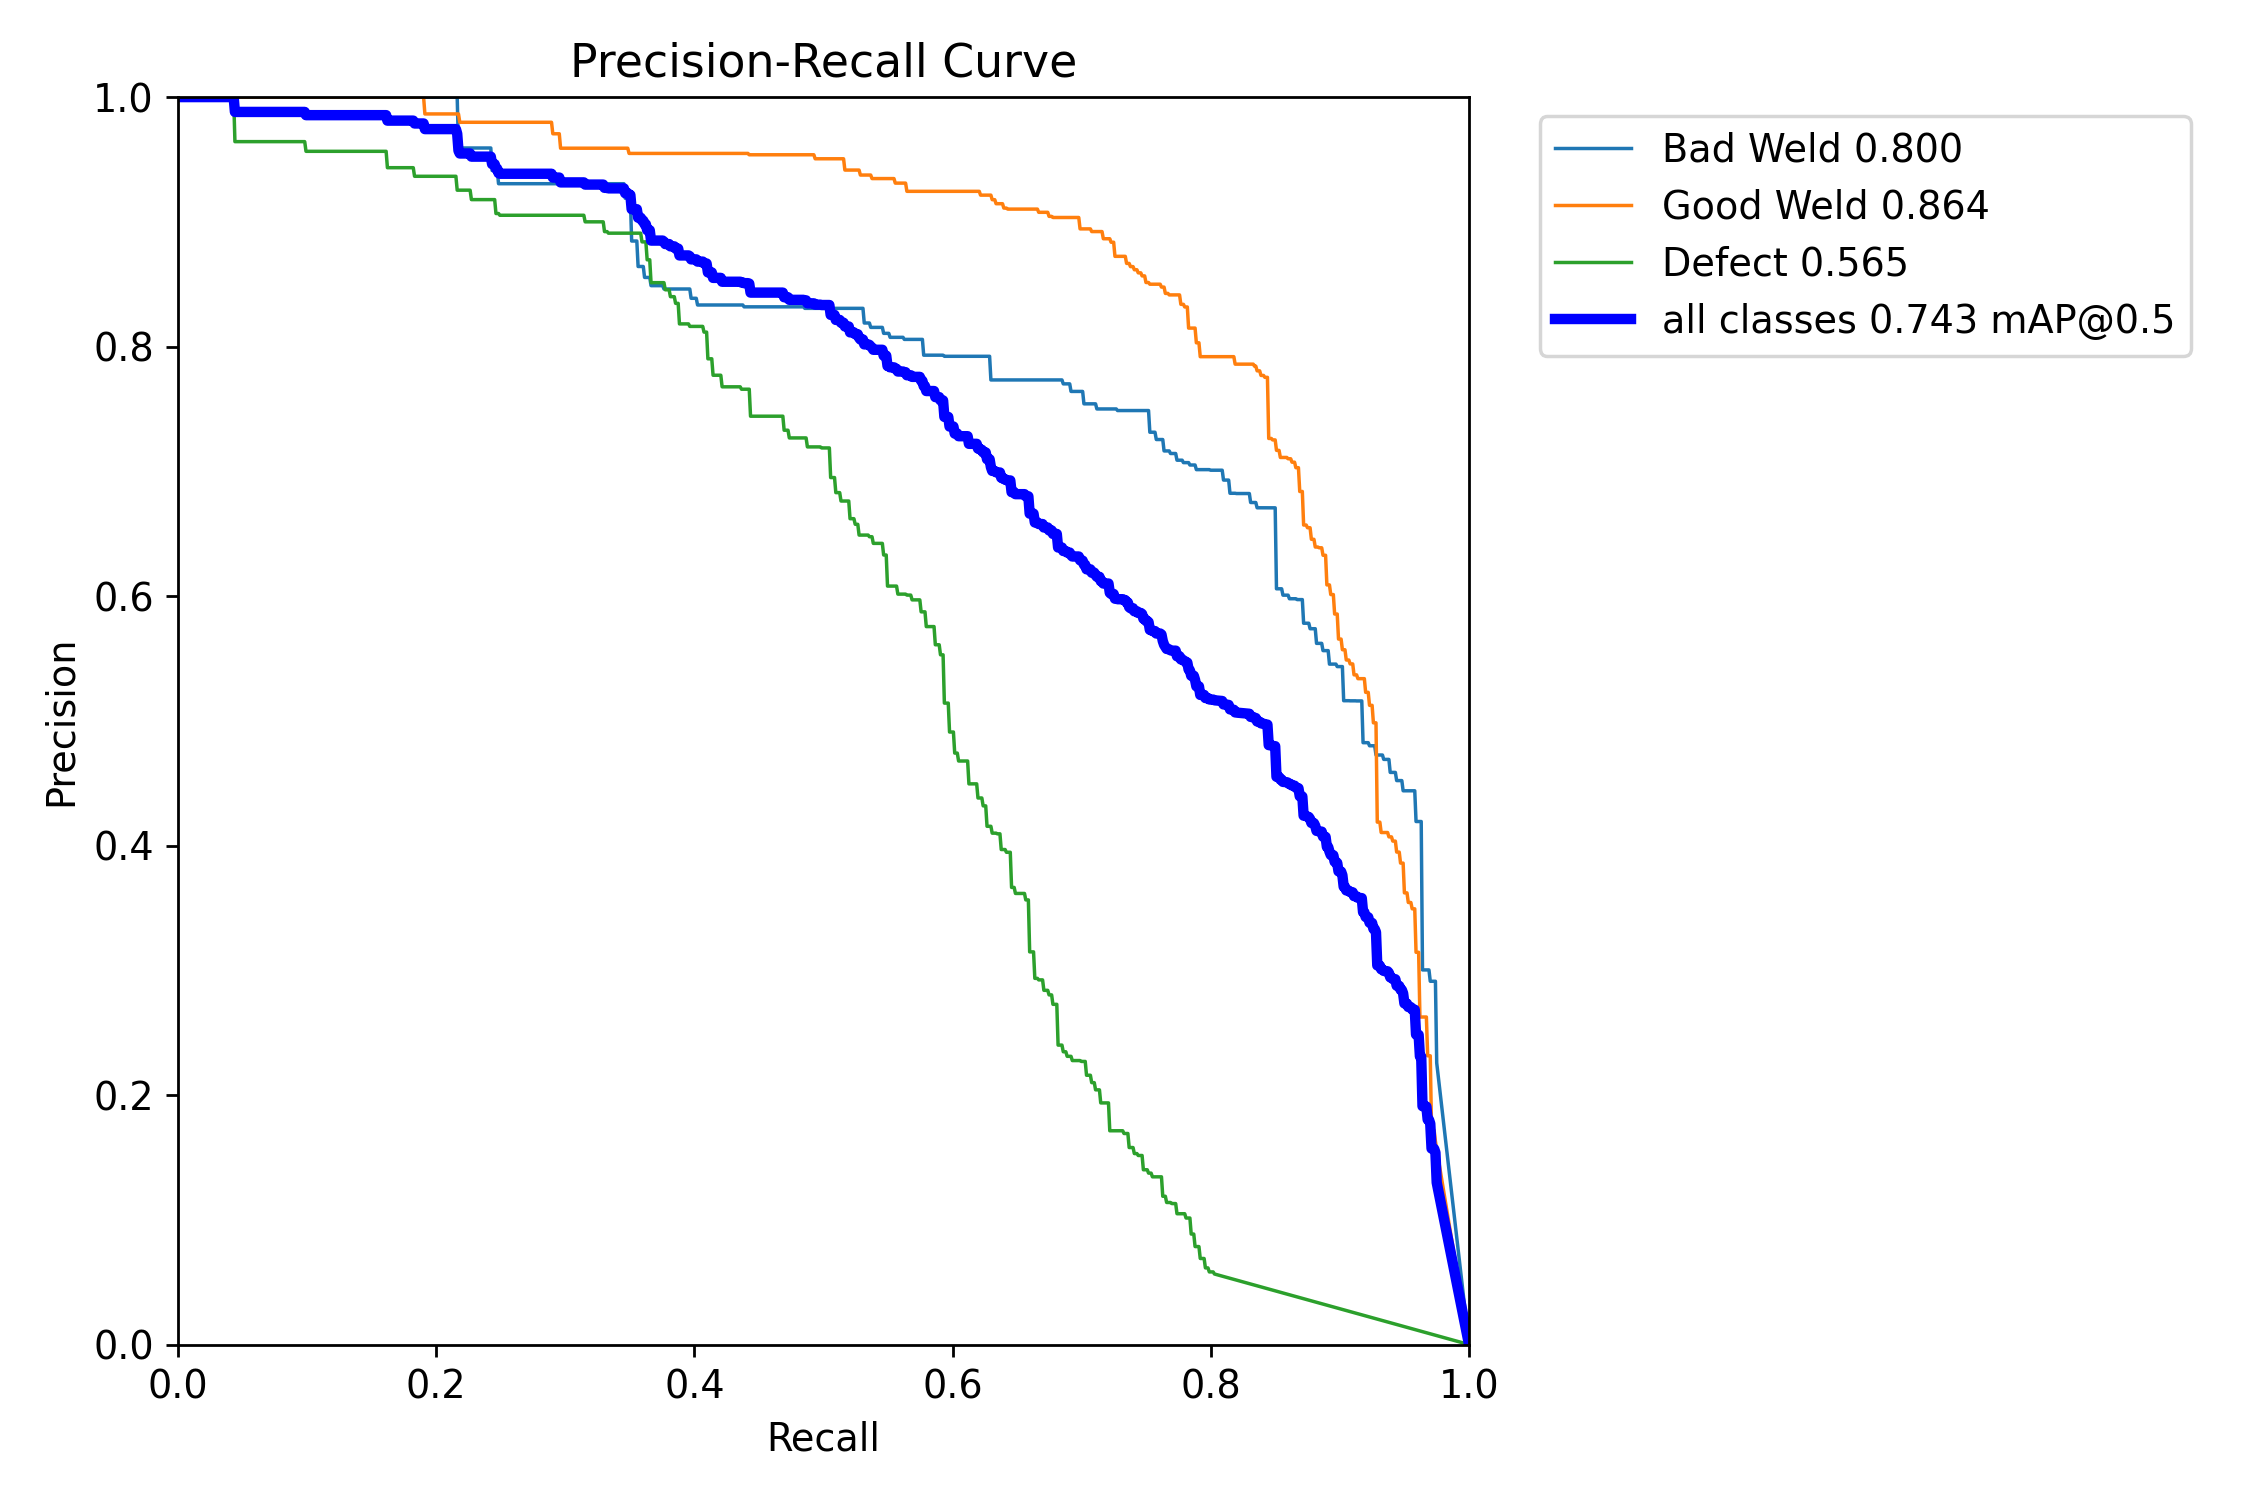 Precision-Recall Curve
1.0
0.8
0.6
0.4
0.2
0.0
Precision
0.0 0.2 0.4 0.6 0.8 1.0
Recall
Bad Weld 0.800
Good Weld 0.864
Defect 0.565
all classes 0.743 mAP@0.5